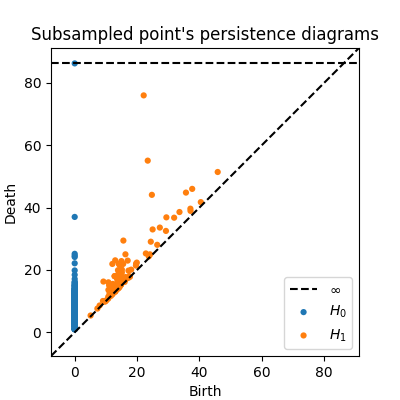 Subsampled point's persistence diagrams
80
60
40
20
0
Death
0 20 40 60 80
Birth
∞
H₀
H₁